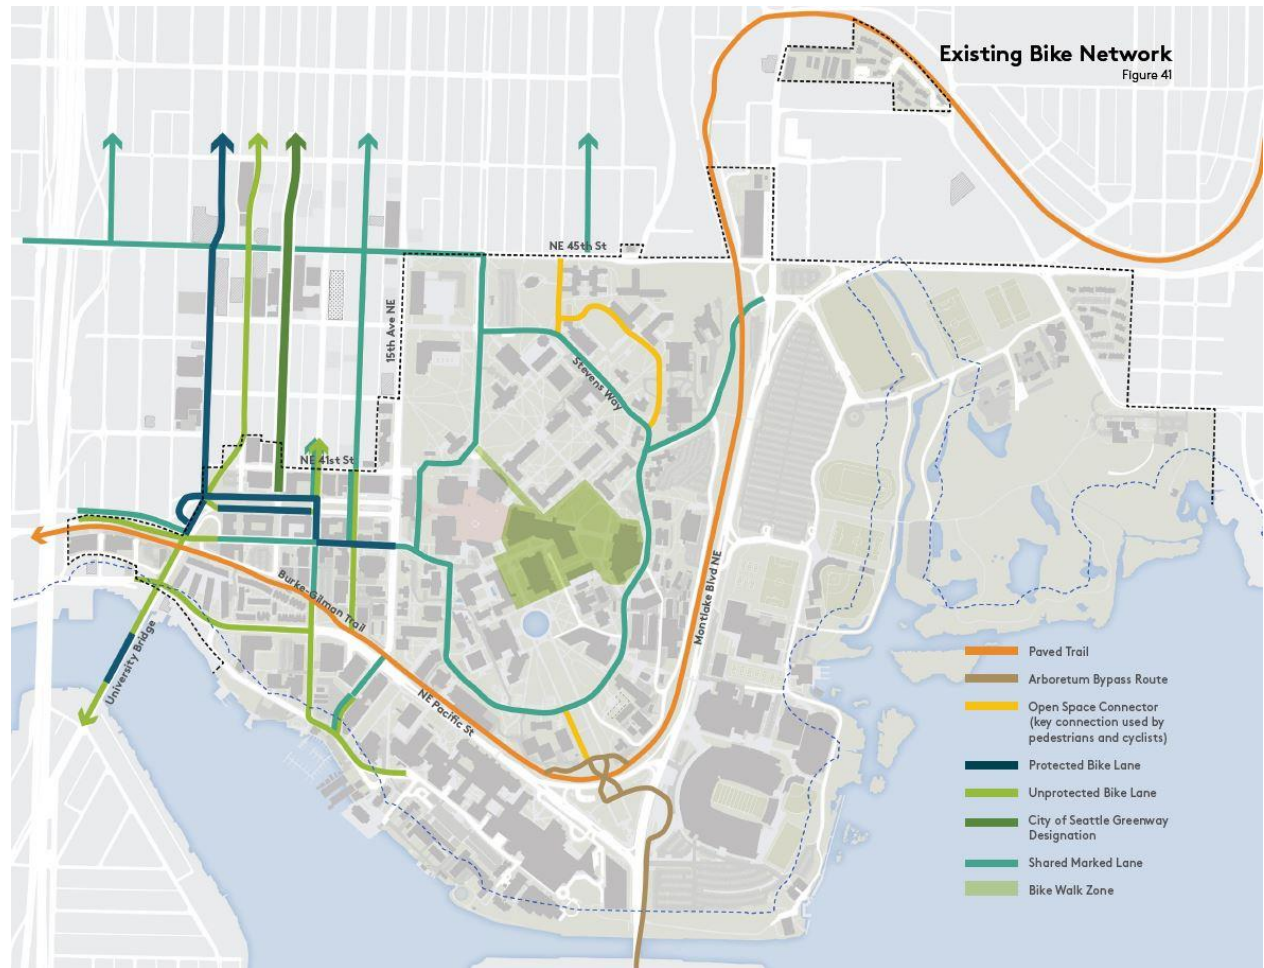 Existing Bike Network
Figure 41
NE 45th St
15th Ave NE
Stevens Way
NE 41st St
Burke-Gilman Trail
University Bridge
NE Pacific St
Montlake Blvd NE
Paved Trail
Arboretum Bypass Route
Open Space Connector
(key connection used by
pedestrians and cyclists)
Protected Bike Lane
Unprotected Bike Lane
City of Seattle Greenway
Designation
Shared Marked Lane
Bike Walk Zone